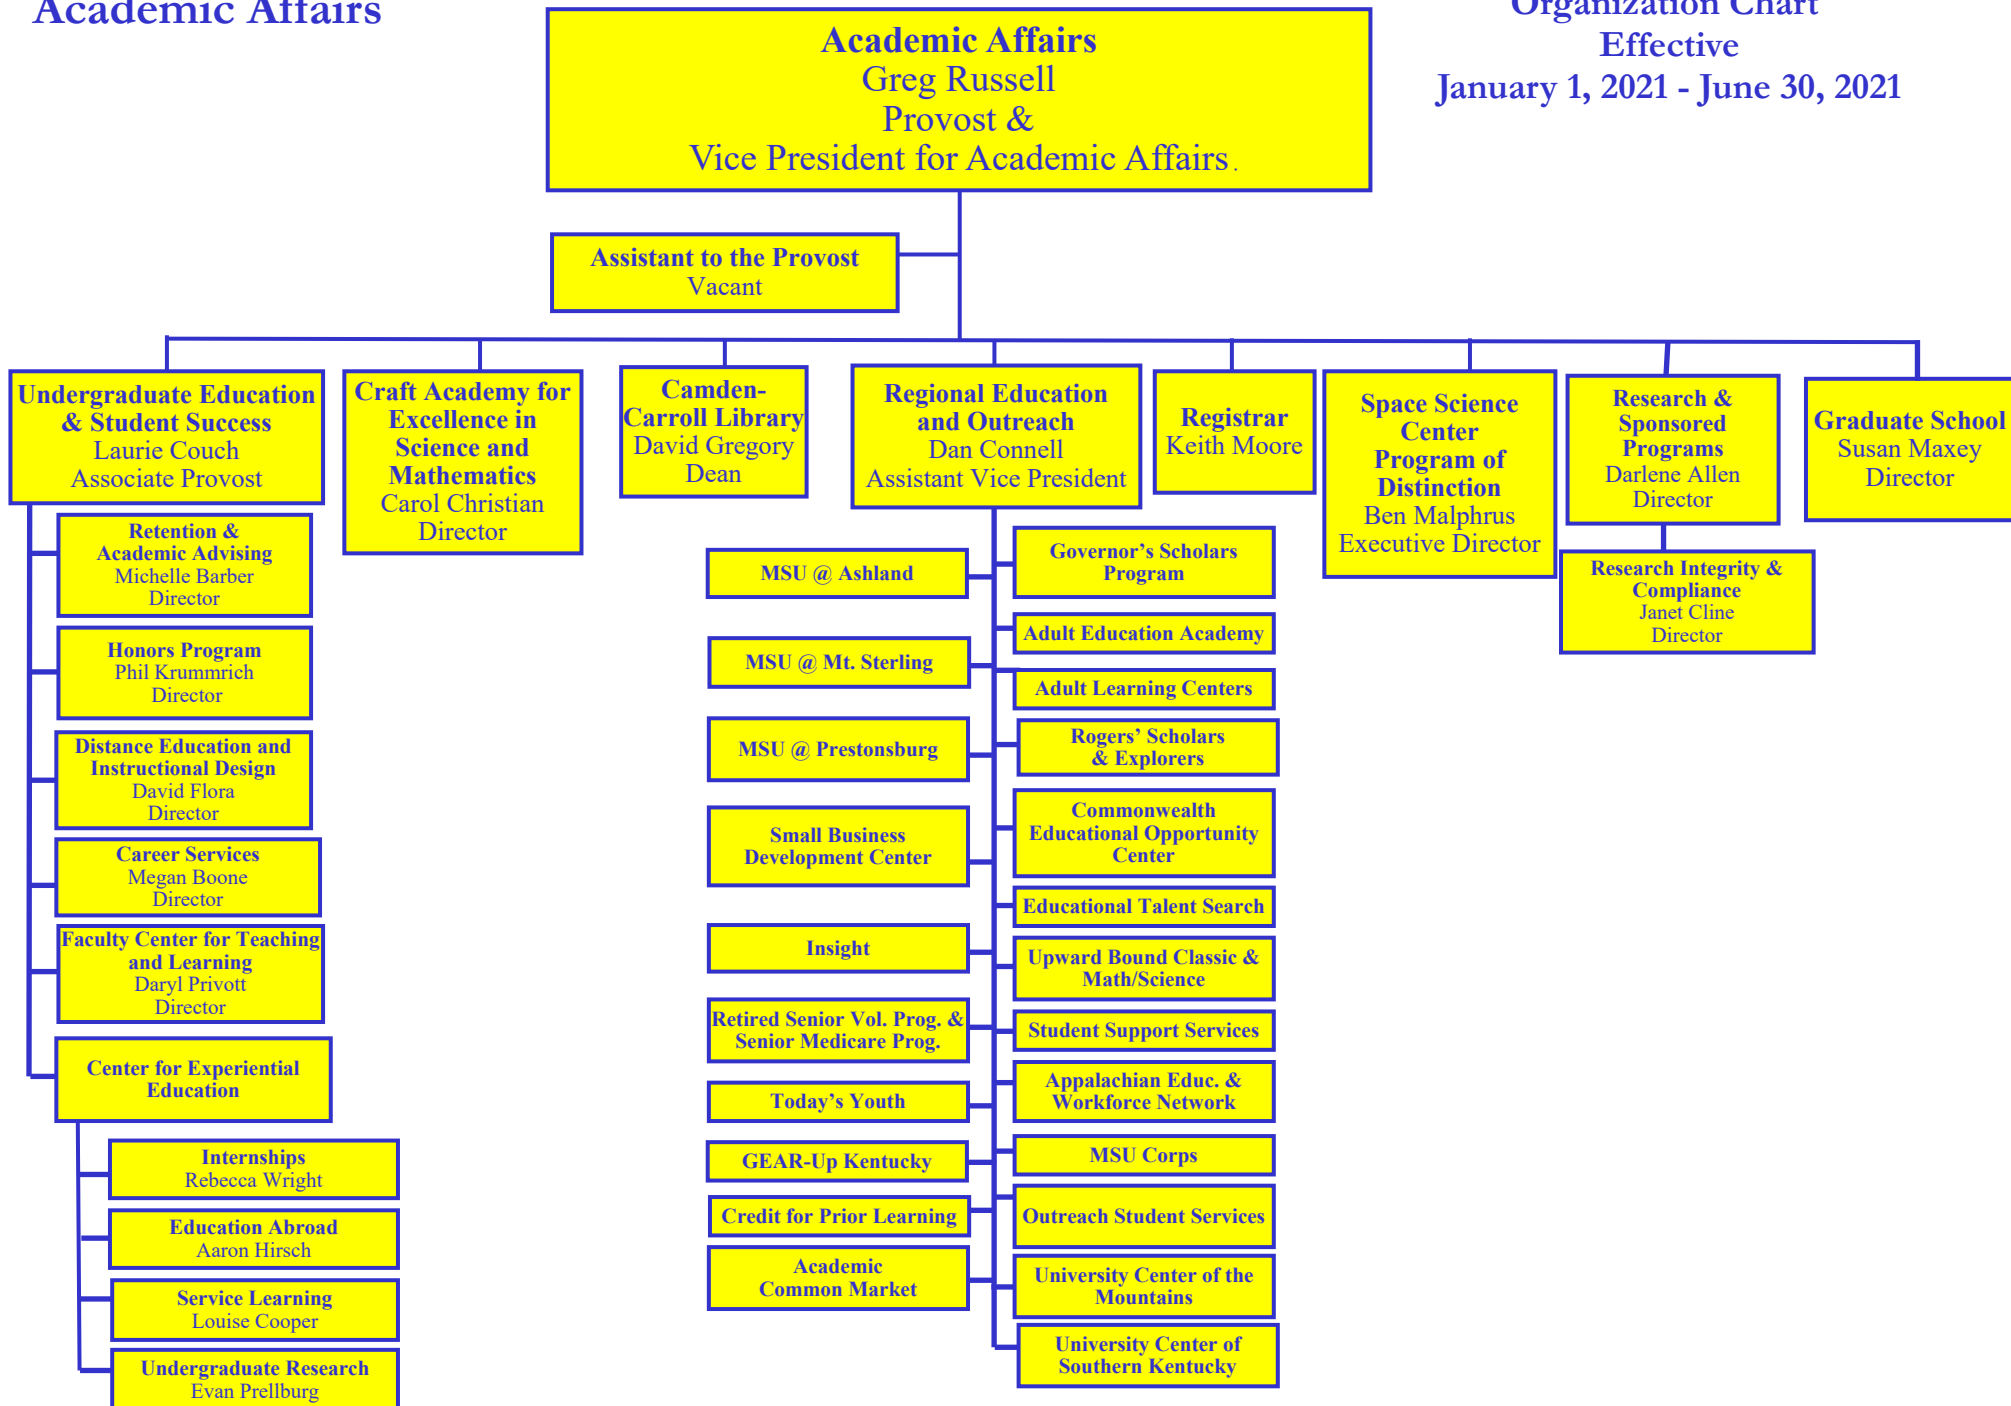 Academic Affairs
Organization Chart
Effective
January 1, 2021 - June 30, 2021
Academic Affairs
Greg Russell
Provost &
Vice President for Academic Affairs.
Assistant to the Provost
Vacant
Undergraduate Education
& Student Success
Laurie Couch
Associate Provost
Craft Academy for
Excellence in
Science and
Mathematics
Carol Christian
Director
Camden-
Carroll Library
David Gregory
Dean
Regional Education
and Outreach
Dan Connell
Assistant Vice President
Registrar
Keith Moore
Space Science
Center
Program of
Distinction
Ben Malphrus
Executive Director
Research &
Sponsored
Programs
Darlene Allen
Director
Graduate School
Susan Maxey
Director
Research Integrity &
Compliance
Janet Cline
Director
Retention &
Academic Advising
Michelle Barber
Director
Honors Program
Phil Krummrich
Director
Distance Education and
Instructional Design
David Flora
Director
Career Services
Megan Boone
Director
Faculty Center for Teaching
and Learning
Daryl Privott
Director
Center for Experiential
Education
Internships
Rebecca Wright
Education Abroad
Aaron Hirsch
Service Learning
Louise Cooper
Undergraduate Research
Evan Prellburg
MSU @ Ashland
MSU @ Mt. Sterling
MSU @ Prestonsburg
Small Business
Development Center
Insight
Retired Senior Vol. Prog. &
Senior Medicare Prog.
Today's Youth
GEAR-Up Kentucky
Credit for Prior Learning
Academic
Common Market
Governor's Scholars
Program
Adult Education Academy
Adult Learning Centers
Rogers' Scholars
& Explorers
Commonwealth
Educational Opportunity
Center
Educational Talent Search
Upward Bound Classic &
Math/Science
Student Support Services
Appalachian Educ. &
Workforce Network
MSU Corps
Outreach Student Services
University Center of the
Mountains
University Center of
Southern Kentucky